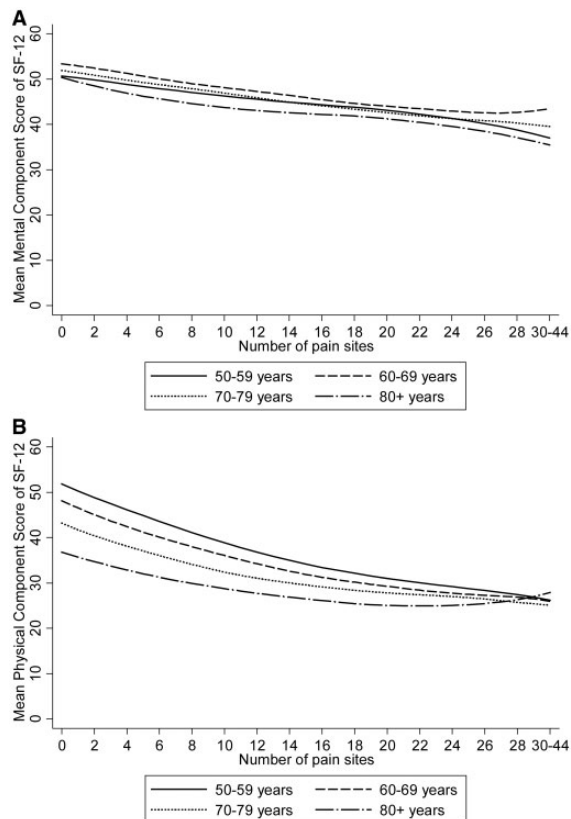 A
Mean Mental Component Score of SF-12
60
50
40
30
20
10
0
0 2 4 6 8 10 12 14 16 18 20 22 24 26 28 30-44
Number of pain sites
50-59 years 60-69 years
70-79 years 80+ years
B
Mean Physical Component Score of SF-12
60
50
40
30
20
10
0
0 2 4 6 8 10 12 14 16 18 20 22 24 26 28 30-44
Number of pain sites
50-59 years 60-69 years
70-79 years 80+ years